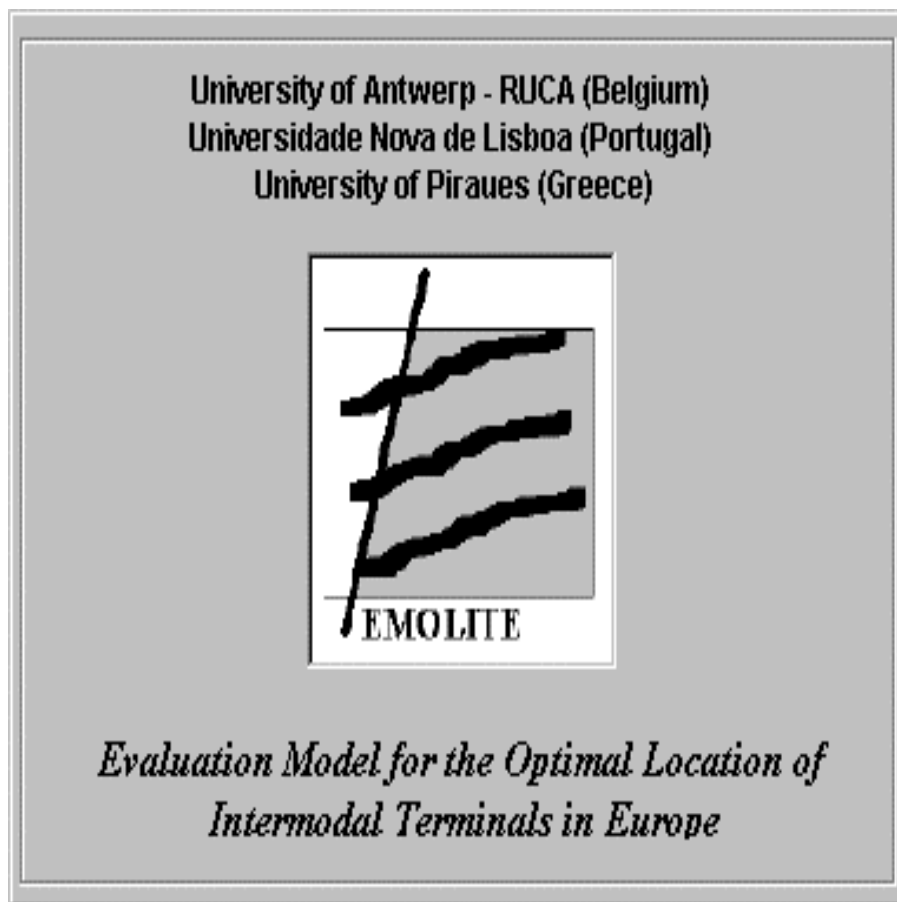 University of Antwerp - RUCA (Belgium)
Universidade Nova de Lisboa (Portugal)
University of Piraues (Greece)
EMOLITE
Evaluation Model for the Optimal Location of
Intermodal Terminals in Europe